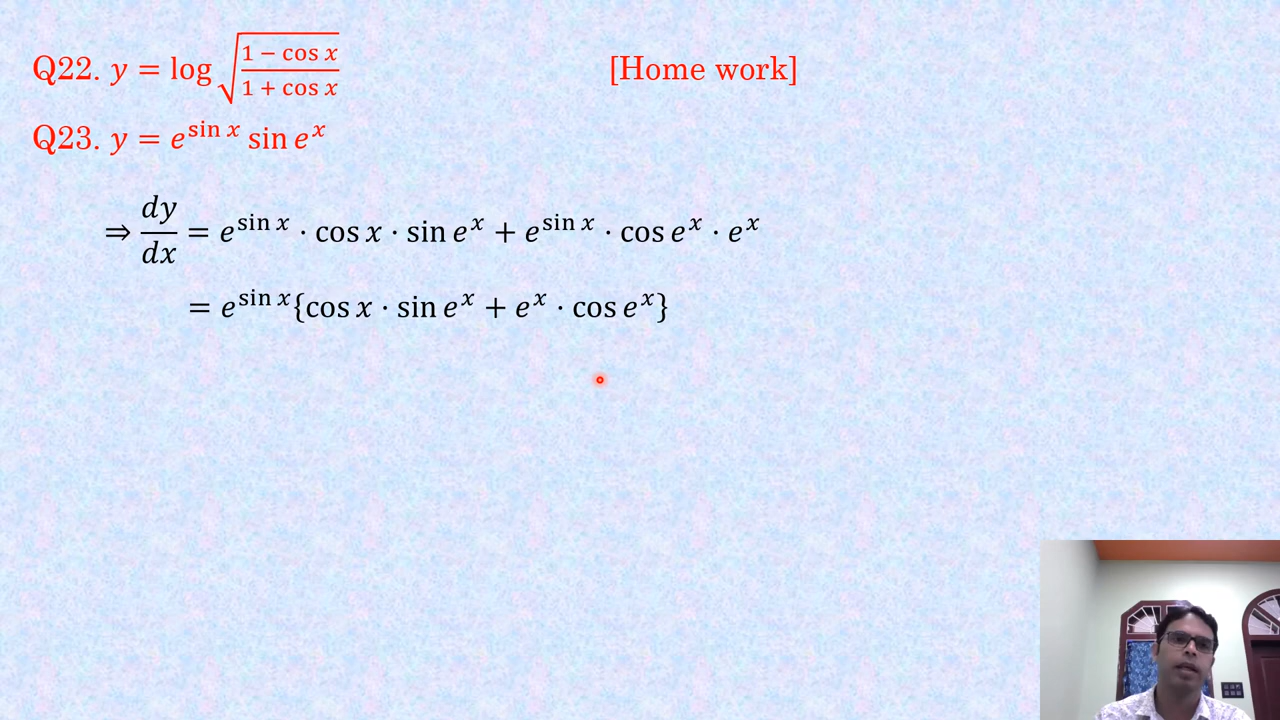 Q22. y = log √((1 − cos x)/(1 + cos x)) [Home work]
Q23. y = e^{sin x} sin e^x
⇒ dy/dx = e^{sin x} · cos x · sin e^x + e^{sin x} · cos e^x · e^x
= e^{sin x}{cos x · sin e^x + e^x · cos e^x}